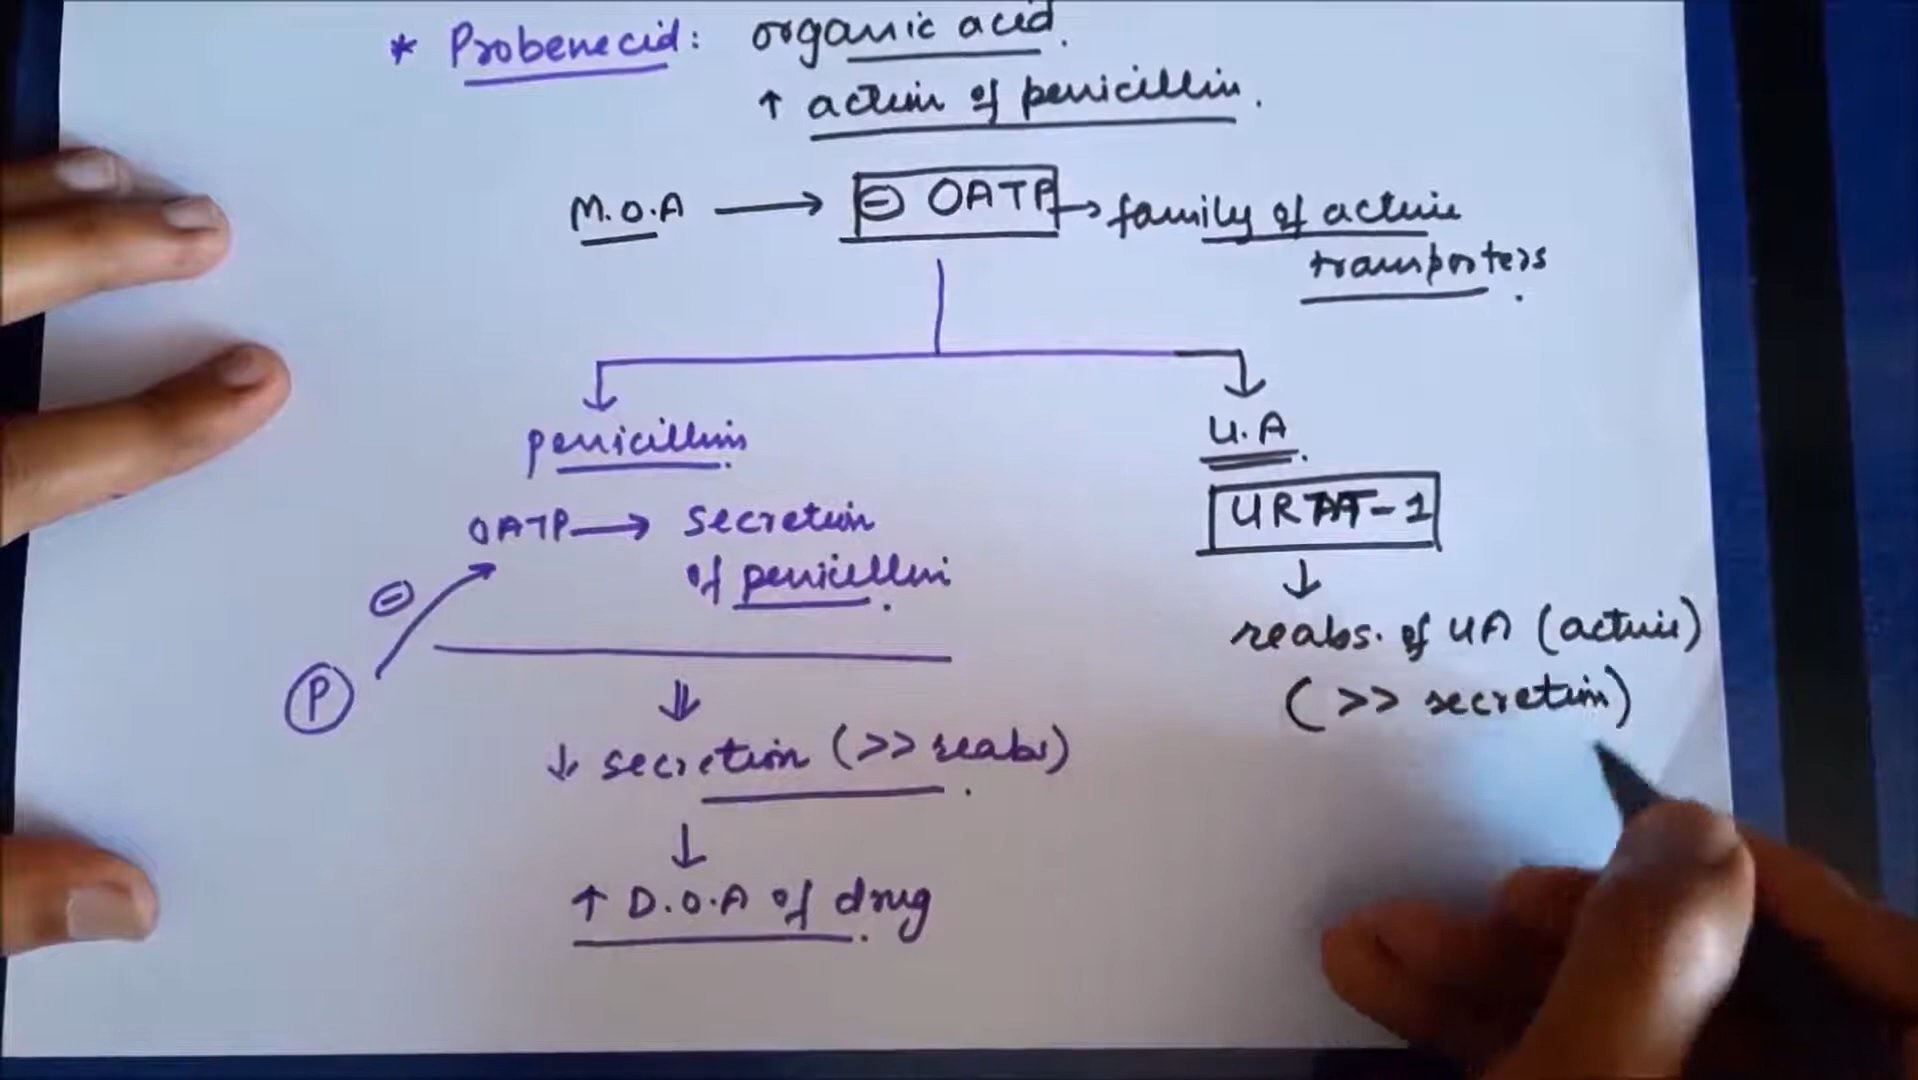 * Probenecid: organic acid.
↑ action of penicillin.
M.O.A → ⊖ OATP → family of active
transporters.
penicillin.
OATP → secretion
of penicillin.
⊖
P
⇓
↓ secretion (>> reabs)
↓
↑ D.O.A of drug.
U.A.
URAT-1
↓
reabs. of UA (active)
(>> secretion)